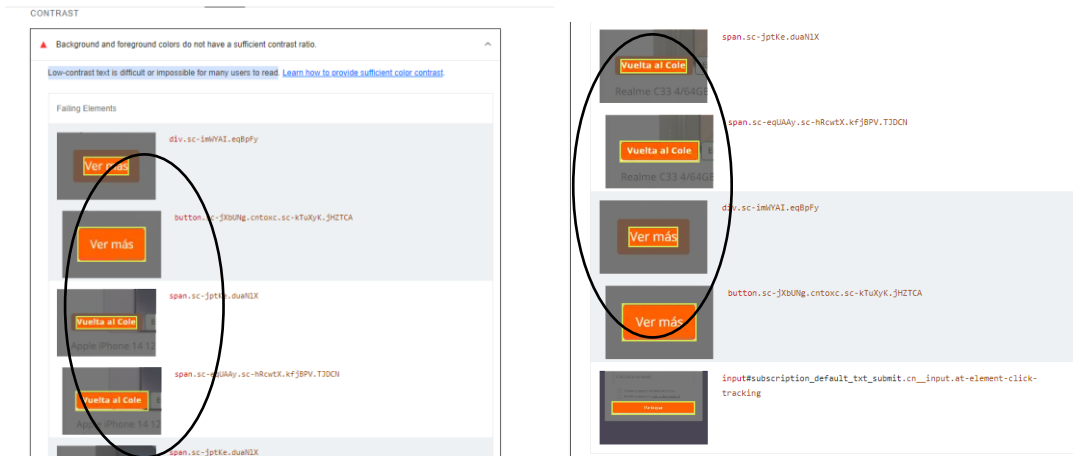 CONTRAST
Background and foreground colors do not have a sufficient contrast ratio.
Low-contrast text is difficult or impossible for many users to read. Learn how to provide sufficient color contrast.
Failing Elements
div.sc-imWYAI.eqBpFy
Ver más
button.sc-jXbUNg.cntoxc.sc-kTuXyK.jHZTCA
Ver más
span.sc-jptKe.duaNlX
Vuelta al Cole
Apple iPhone 14 12
span.sc-eqUAAy.sc-hRcwtX.kfjBPV.TJDCN
Vuelta al Cole
Apple iPhone 14 12
span.sc-jptKe.duaNlX
span.sc-jptKe.duaNlX
Vuelta al Cole
Realme C33 4/64GB
span.sc-eqUAAy.sc-hRcwtX.kfjBPV.TJDCN
Vuelta al Cole
Realme C33 4/64G
div.sc-imWYAI.eqBpFy
Ver más
button.sc-jXbUNg.cntoxc.sc-kTuXyK.jHZTCA
Ver más
input#subscription_default_txt_submit.cn__input.at-element-click-
tracking